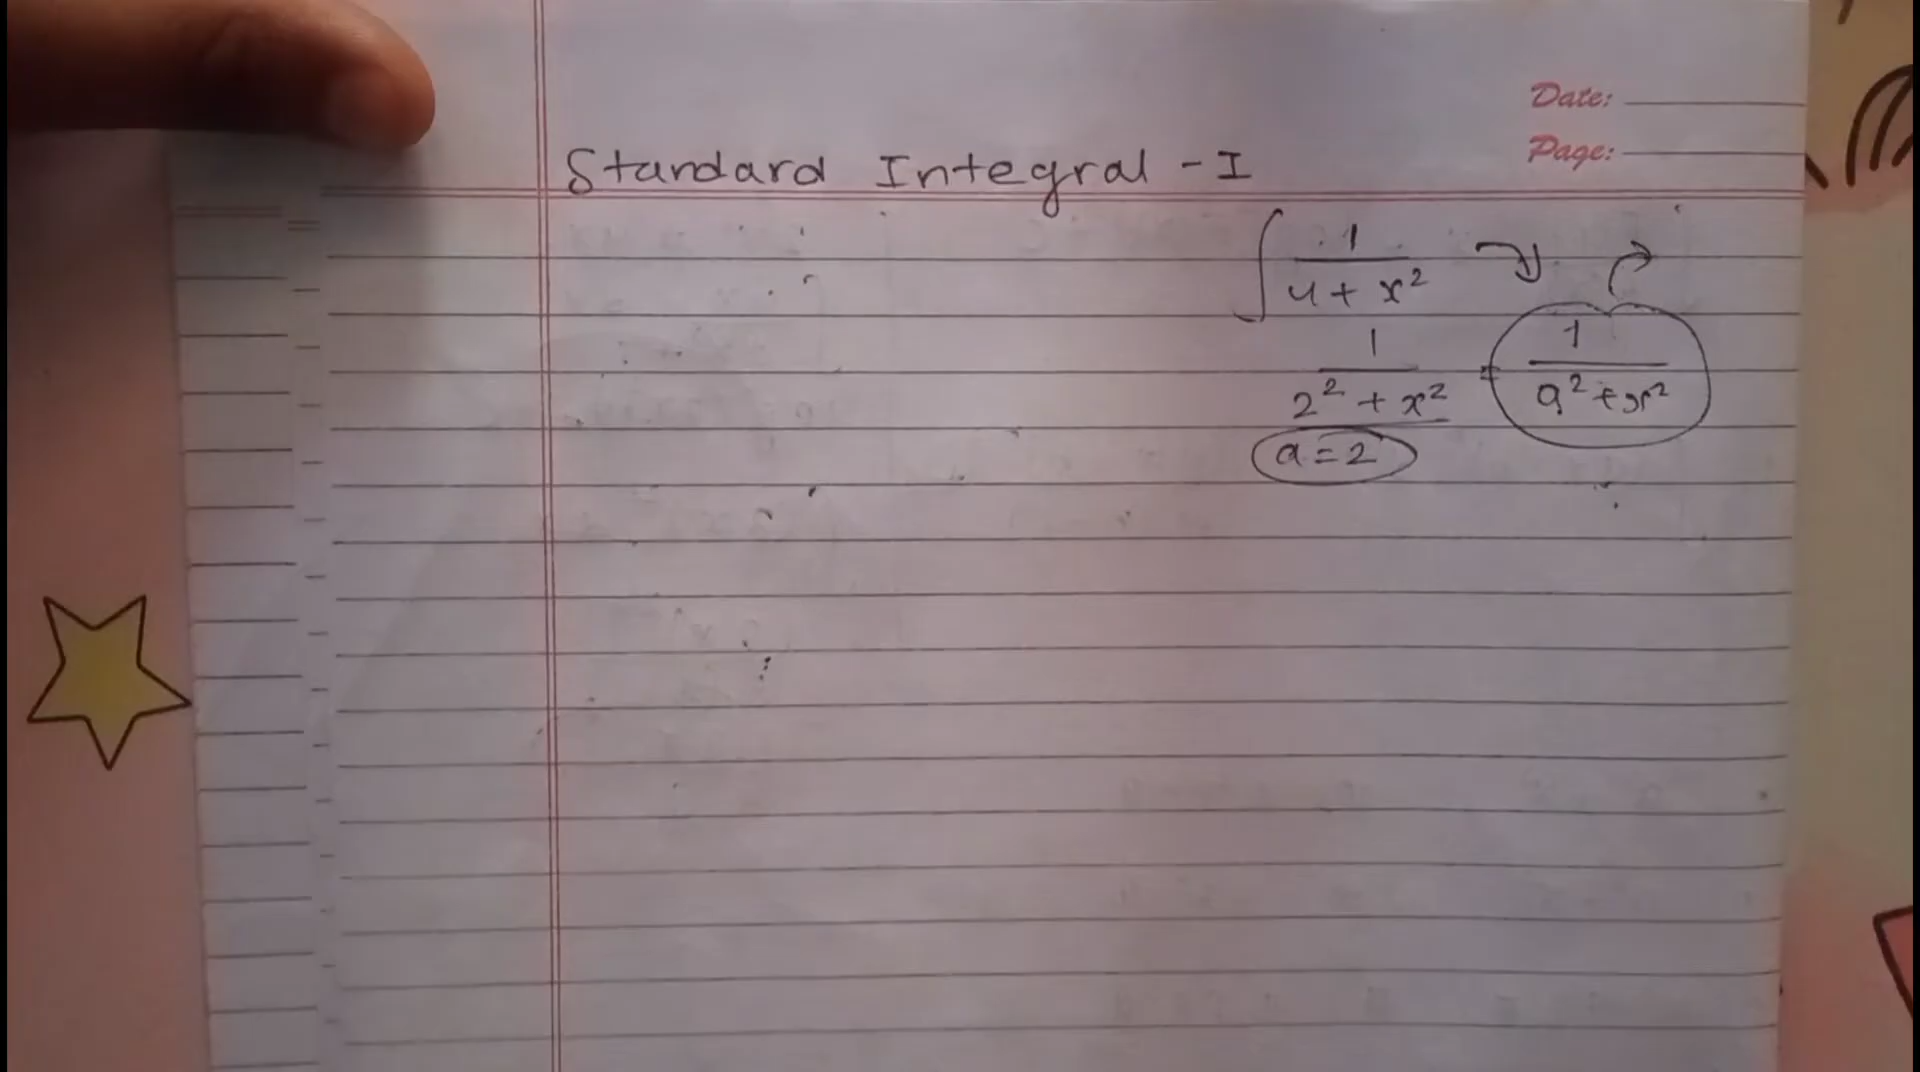 Date:
Page:
Standard Integral - I
∫ 1/(4 + x²)
1/(2² + x²) = 1/(a² + x²)
a = 2